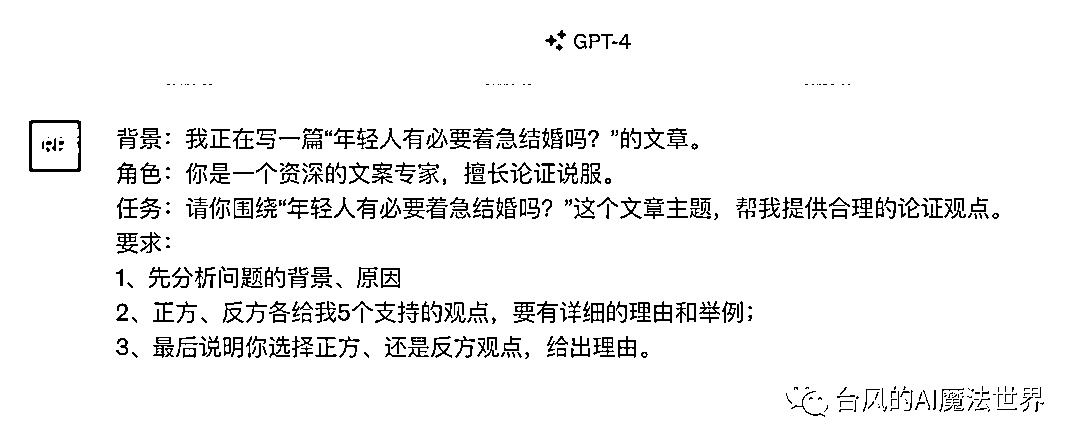 GPT-4
背景：我正在写一篇“年轻人有必要着急结婚吗？”的文章。
角色：你是一个资深的文案专家，擅长论证说服。
任务：请你围绕“年轻人有必要着急结婚吗？”这个文章主题，帮我提供合理的论证观点。
要求：
1、先分析问题的背景、原因
2、正方、反方各给我5个支持的观点，要有详细的理由和举例；
3、最后说明你选择正方、还是反方观点，给出理由。
台风的AI魔法世界